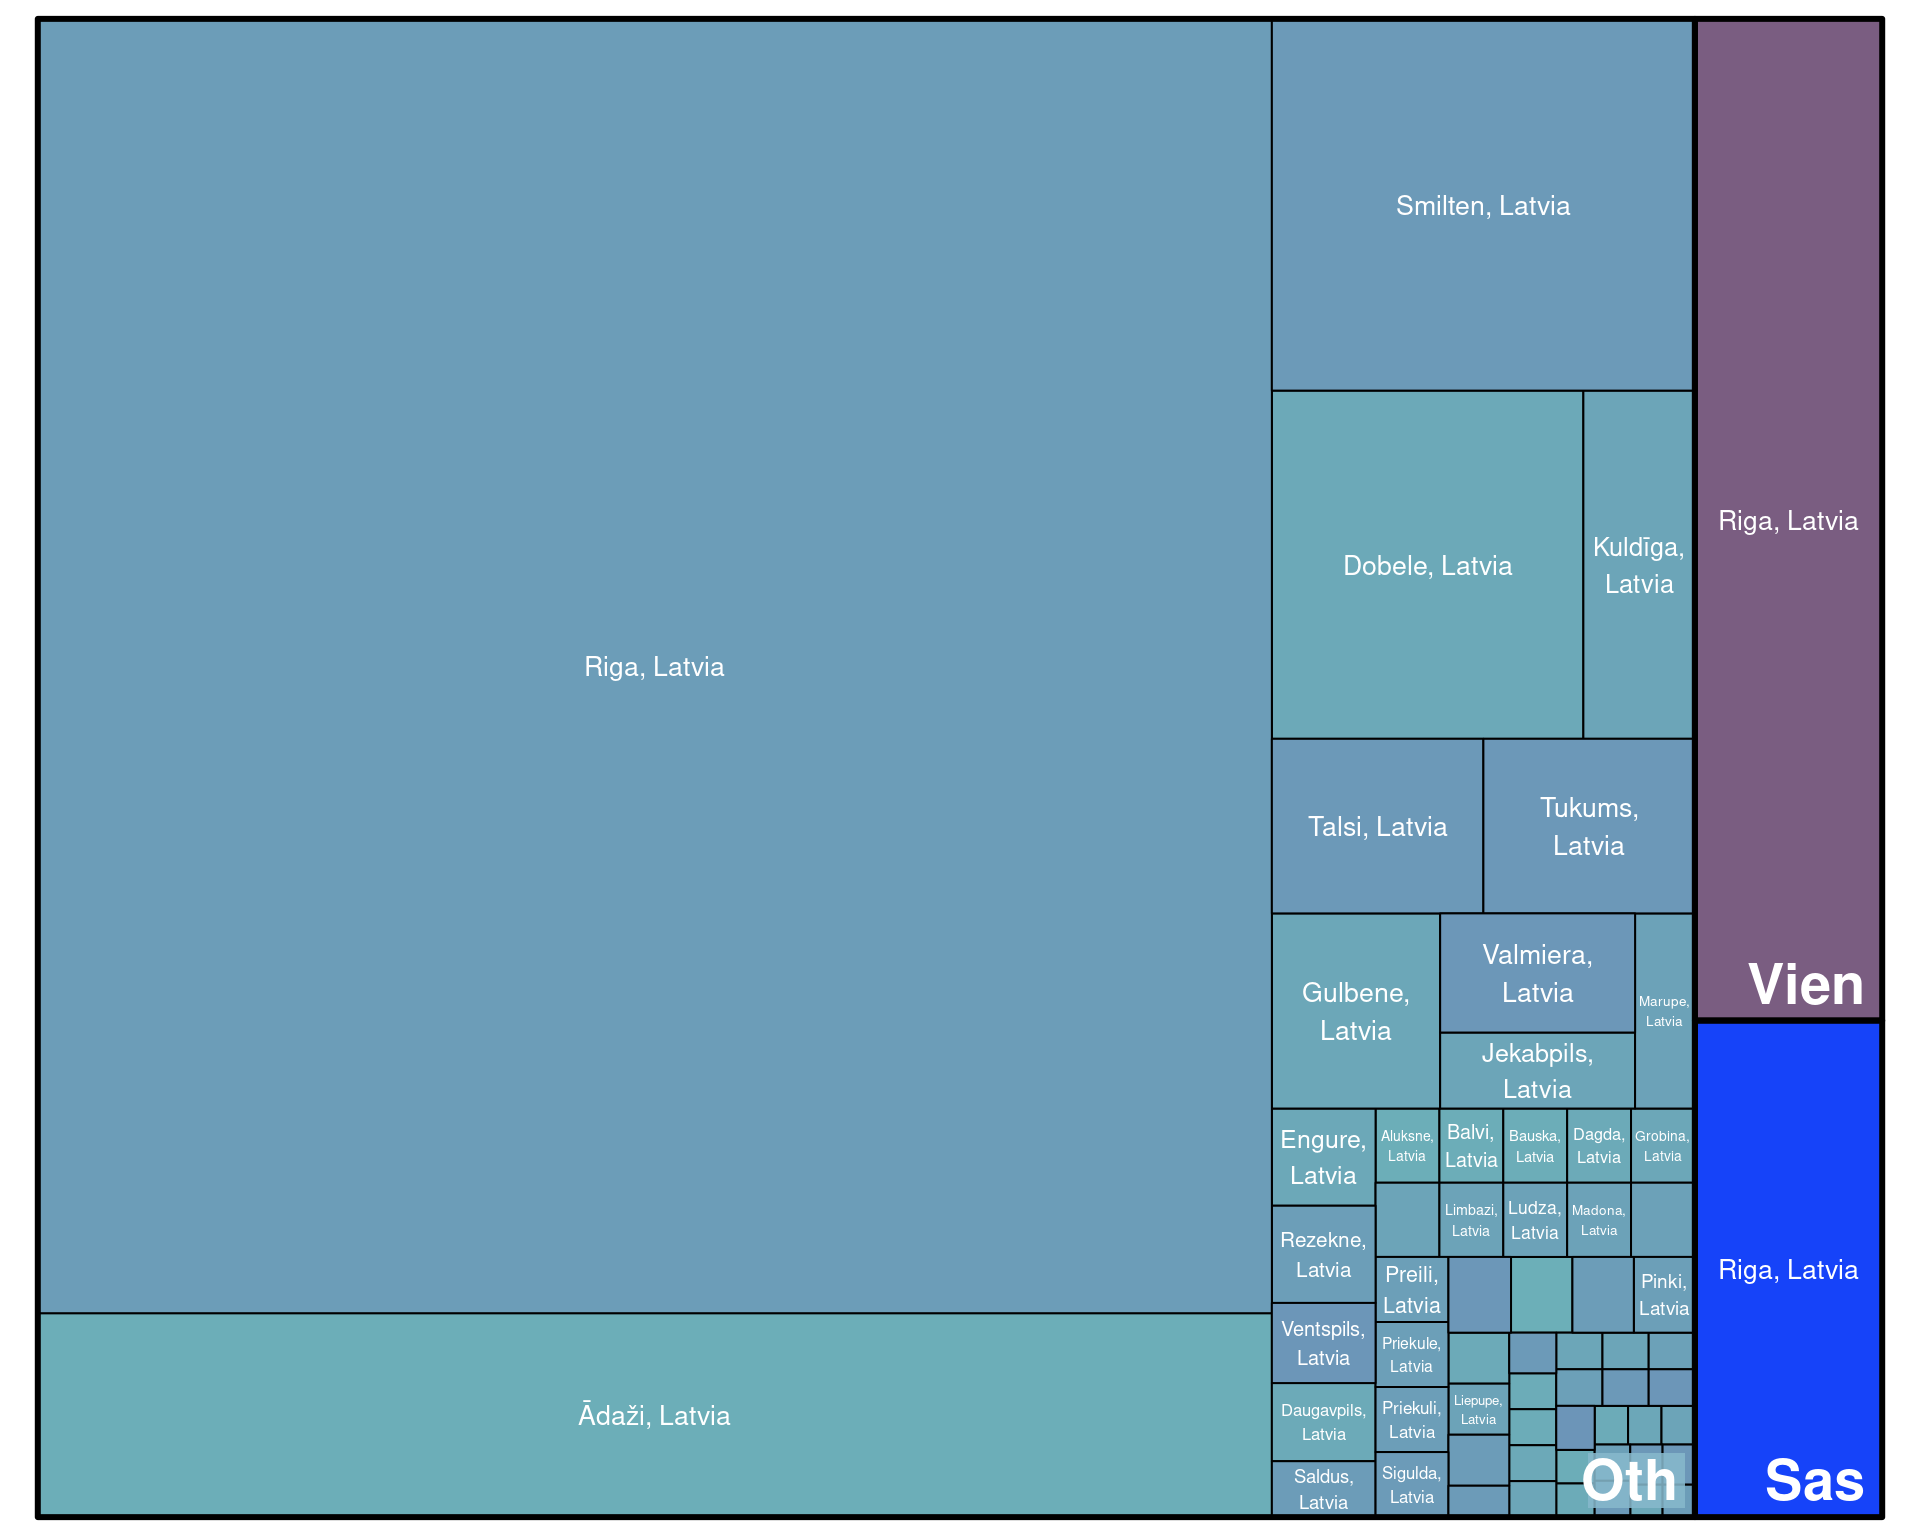 Riga, Latvia
Ādaži, Latvia
Smilten, Latvia
Dobele, Latvia
Kuldīga,
Latvia
Talsi, Latvia
Tukums,
Latvia
Gulbene,
Latvia
Valmiera,
Latvia
Jekabpils,
Latvia
Marupe,
Latvia
Engure,
Latvia
Rezekne,
Latvia
Ventspils,
Latvia
Daugavpils,
Latvia
Saldus,
Latvia
Aluksne,
Latvia
Balvi,
Latvia
Bauska,
Latvia
Dagda,
Latvia
Grobina,
Latvia
Limbazi,
Latvia
Ludza,
Latvia
Madona,
Latvia
Preili,
Latvia
Priekule,
Latvia
Priekuli,
Latvia
Sigulda,
Latvia
Pinki,
Latvia
Liepupe,
Latvia
Oth
Riga, Latvia
Vien
Riga, Latvia
Sas